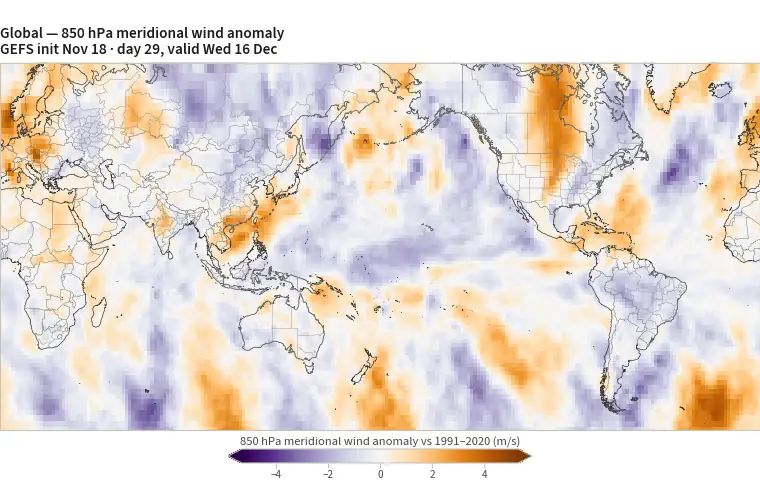 Global — 850 hPa meridional wind anomaly
GEFS init Nov 18 · day 29, valid Wed 16 Dec
850 hPa meridional wind anomaly vs 1991–2020 (m/s)
−4 −2 0 2 4